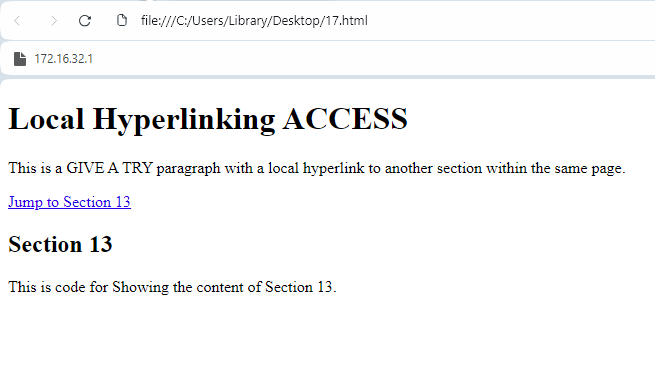 file:///C:/Users/Library/Desktop/17.html
172.16.32.1
Local Hyperlinking ACCESS
This is a GIVE A TRY paragraph with a local hyperlink to another section within the same page.
Jump to Section 13
Section 13
This is code for Showing the content of Section 13.